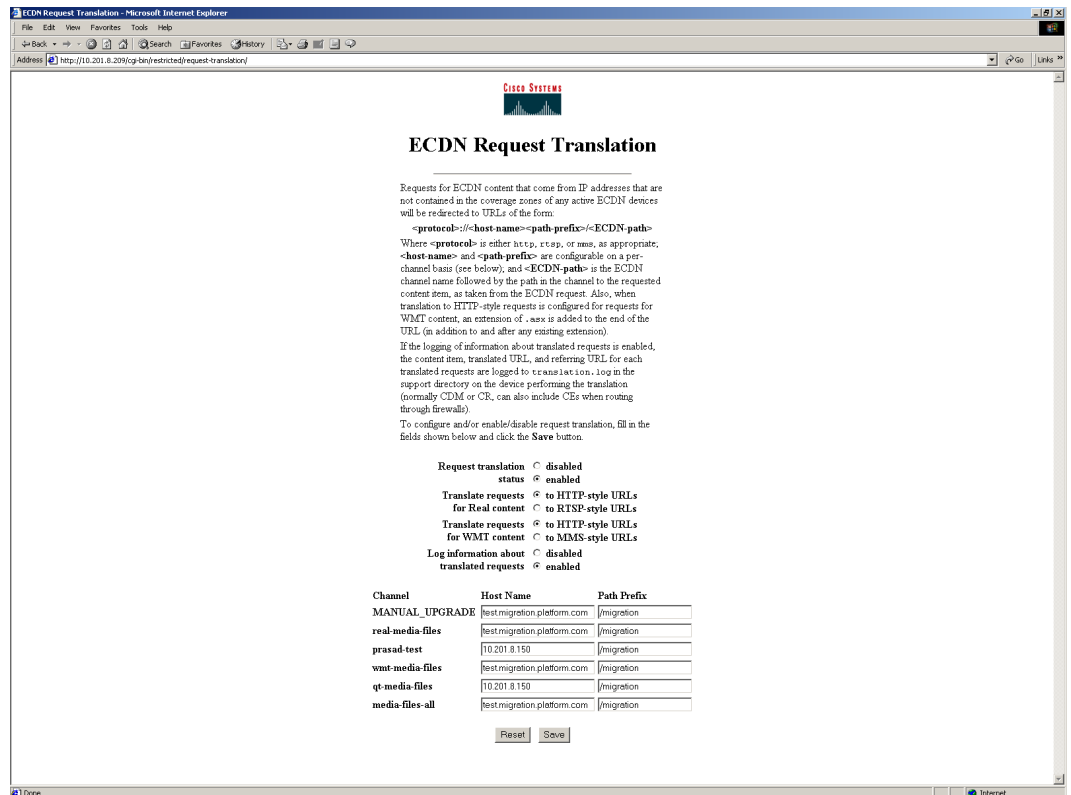 ECDN Request Translation - Microsoft Internet Explorer
File Edit View Favorites Tools Help
Back Search Favorites History
Address http://10.201.8.209/cgi-bin/restricted/request-translation/ Go Links »
CISCO SYSTEMS
ECDN Request Translation
Requests for ECDN content that come from IP addresses that are
not contained in the coverage zones of any active ECDN devices
will be redirected to URLs of the form:
<protocol>://<host-name><path-prefix>/<ECDN-path>
Where <protocol> is either http, rtsp, or mms, as appropriate;
<host-name> and <path-prefix> are configurable on a per-
channel basis (see below); and <ECDN-path> is the ECDN
channel name followed by the path in the channel to the requested
content item, as taken from the ECDN request. Also, when
translation to HTTP-style requests is configured for requests for
WMT content, an extension of .asx is added to the end of the
URL (in addition to and after any existing extension).
If the logging of information about translated requests is enabled,
the content item, translated URL, and referring URL for each
translated requests are logged to translation.log in the
support directory on the device performing the translation
(normally CDM or CR, can also include CEs when routing
through firewalls).
To configure and/or enable/disable request translation, fill in the
fields shown below and click the Save button.
Request translation disabled
status enabled
Translate requests to HTTP-style URLs
for Real content to RTSP-style URLs
Translate requests to HTTP-style URLs
for WMT content to MMS-style URLs
Log information about disabled
translated requests enabled
Channel Host Name Path Prefix
MANUAL_UPGRADE test.migration.platform.com /migration
real-media-files test.migration.platform.com /migration
prasad-test 10.201.8.150 /migration
wmt-media-files test.migration.platform.com /migration
qt-media-files 10.201.8.150 /migration
media-files-all test.migration.platform.com /migration
Reset Save
Done Internet